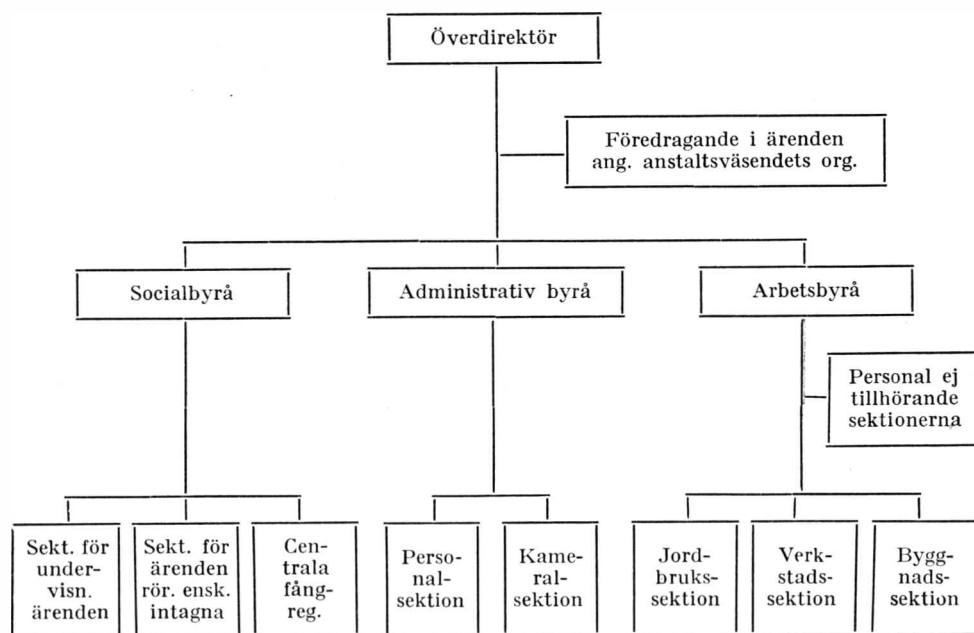 Överdirektör
Föredragande i ärenden
ang. anstaltsväsendets org.
Socialbyrå
Administrativ byrå
Arbetsbyrå
Personal ej
tillhörande
sektionerna
Sekt. för
under-
visn.
ärenden
Sekt. för
ärenden
rör. ensk.
intagna
Cen-
trala
fång-
reg.
Perso-
nal-
sektion
Kame-
ral-
sektion
Jord-
bruks-
sektion
Verk-
stads-
sektion
Bygg-
nads-
sektion